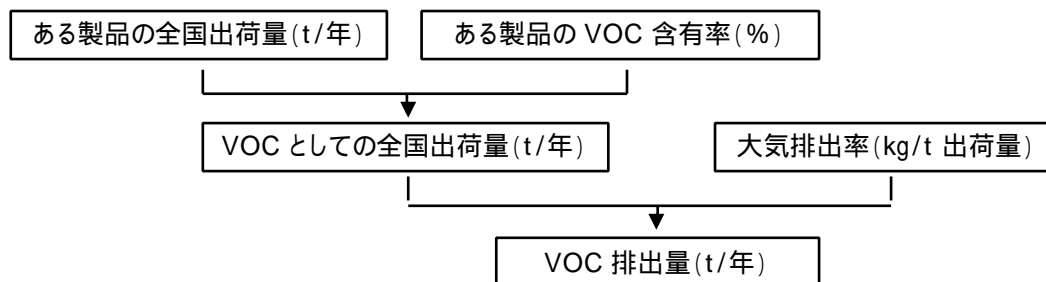 ある製品の全国出荷量(t/年)
ある製品の VOC 含有率(%)
VOC としての全国出荷量(t/年)
大気排出率(kg/t 出荷量)
VOC 排出量(t/年)